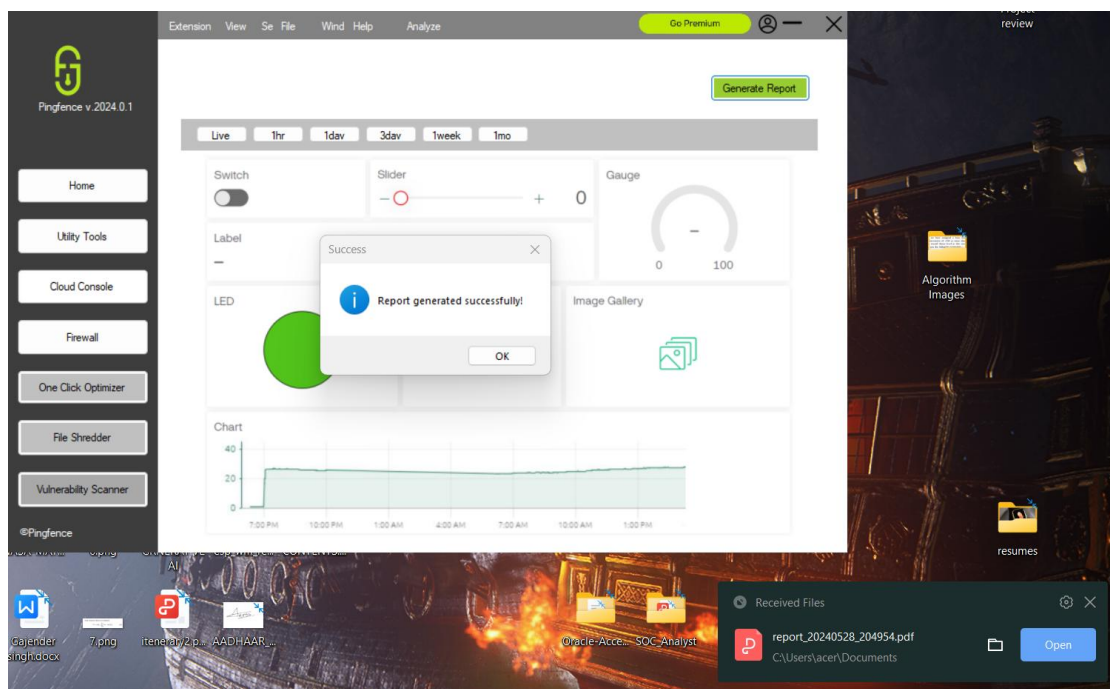 Extension View Se File Wind Help Analyze Go Premium
review
Pingfence v.2024.0.1
Generate Report
Live 1hr 1day 3day 1week 1mo
Home
Utility Tools
Cloud Console
Firewall
One Click Optimizer
File Shredder
Vulnerability Scanner
©Pingfence
Switch
Slider
- + 0
Gauge
-
0 100
Label
-
LED
Image Gallery
Success
Report generated successfully!
OK
Chart
40
20
0
7:00 PM 10:00 PM 1:00 AM 4:00 AM 7:00 AM 10:00 AM 1:00 PM
Algorithm
Images
resumes
AI
Gajender
singh.docx
7.png
itenerary2.p...
AADHAAR_...
Oracle-Acce...
SOC_Analyst
Received Files
report_20240528_204954.pdf
C:\Users\acer\Documents
Open